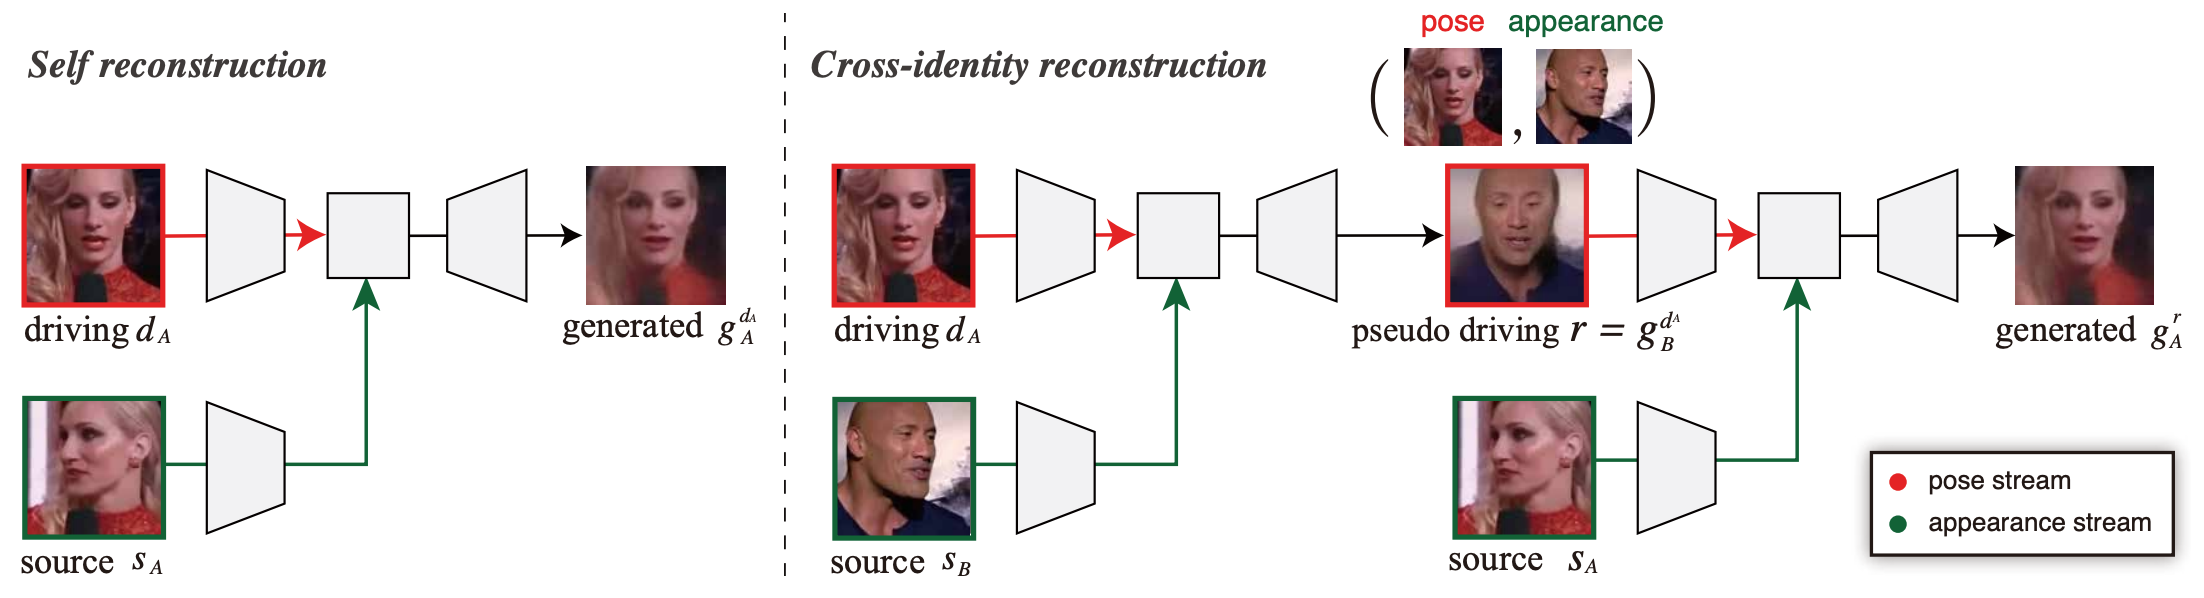 Self reconstruction
driving d_A
source s_A
generated g_A^{d_A}
Cross-identity reconstruction
pose appearance
( , )
driving d_A
source s_B
pseudo driving r = g_B^{d_A}
source s_A
generated g_A^r
pose stream
appearance stream